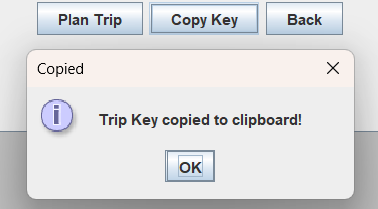 Plan Trip Copy Key Back
Copied
Trip Key copied to clipboard!
OK